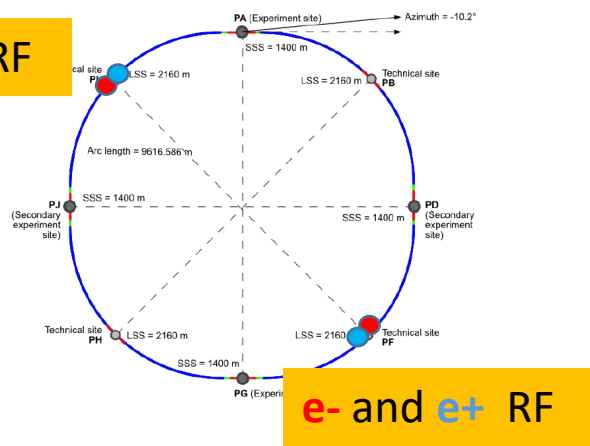 PA (Experiment site)
Azimuth = -10.2°
RF
SSS = 1400 m
Technical site
PB
LSS = 2160 m
LSS = 2160 m
Arc length = 9616.586 m
PJ
(Secondary
experiment
site)
SSS = 1400 m
SSS = 1400 m
PD
(Secondary
experiment
site)
Technical site
PH
LSS = 2160 m
LSS = 2160
Technical site
PF
SSS = 1400 m
PG
e- and e+ RF